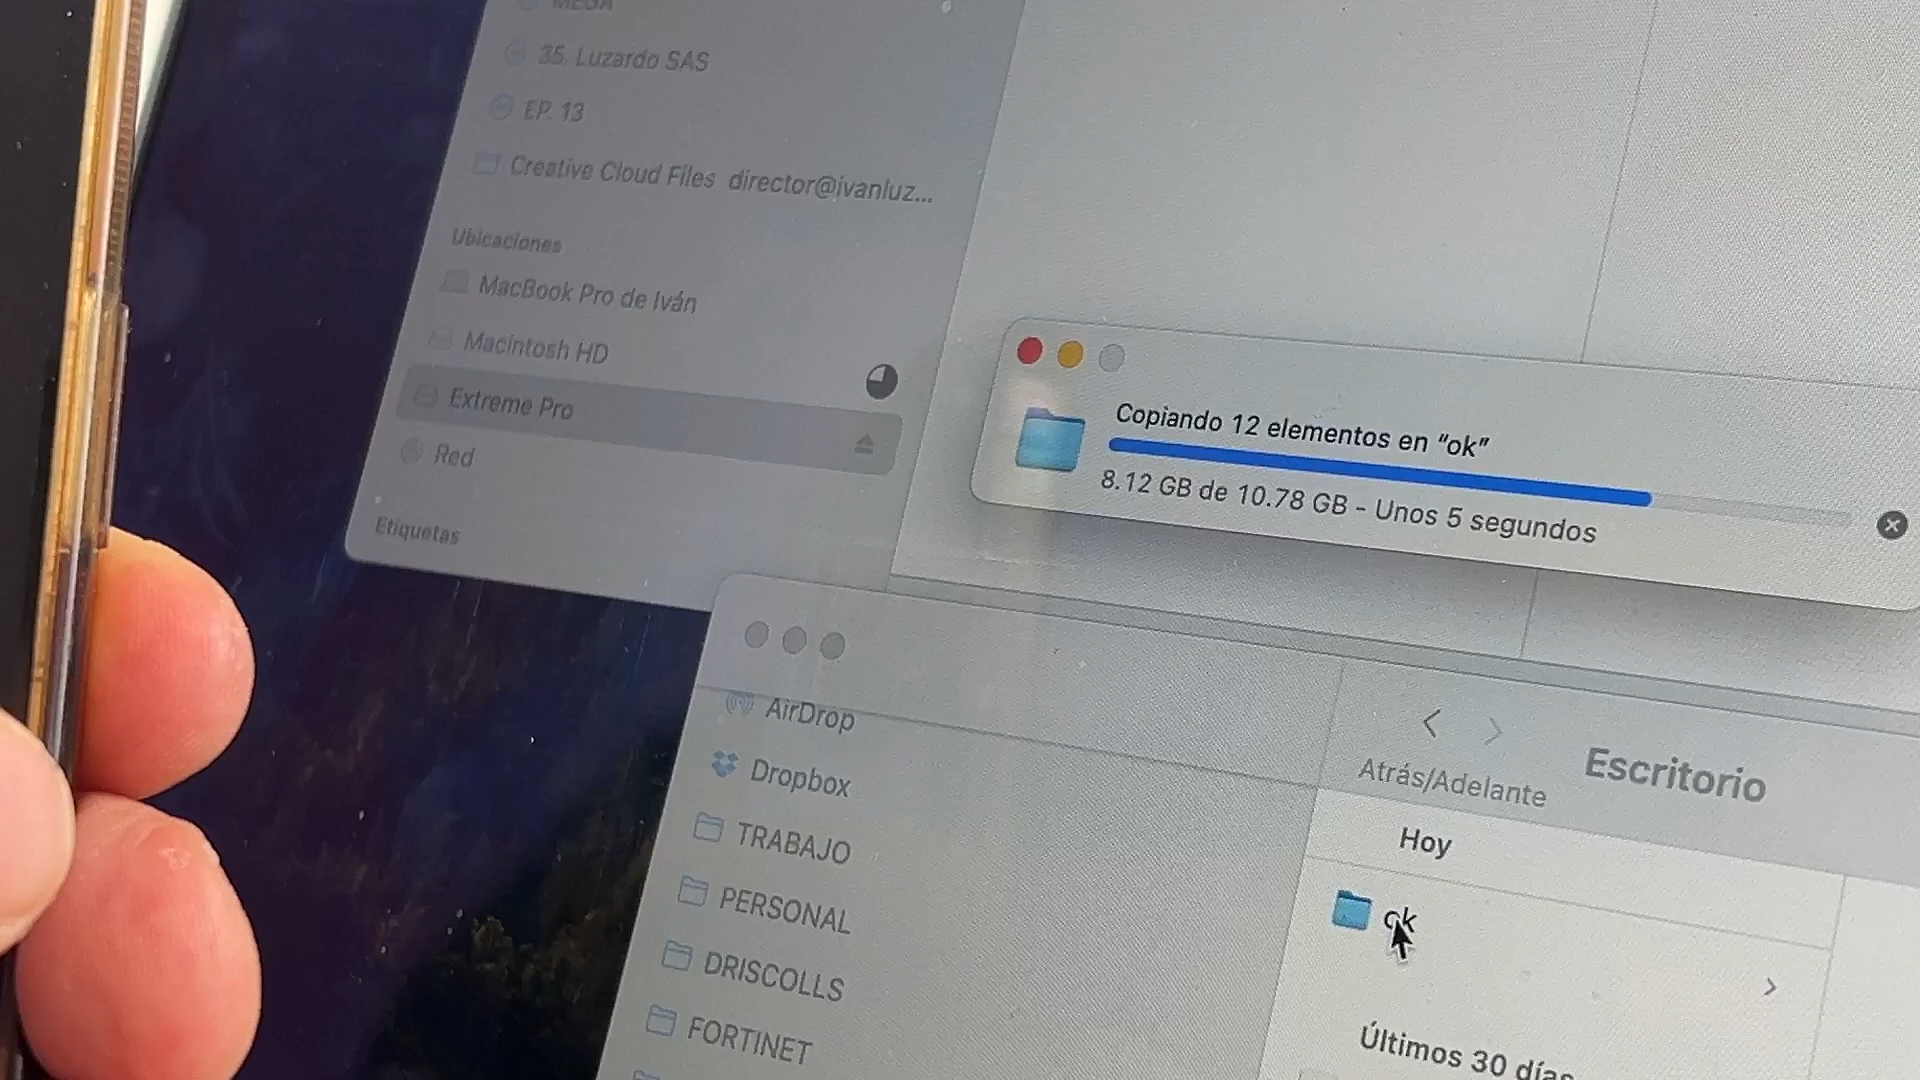 MEGA
35. Luzardo SAS
EP. 13
Creative Cloud Files director@ivanluz...
Ubicaciones
MacBook Pro de Iván
Macintosh HD
Extreme Pro
Red
Etiquetas
Copiando 12 elementos en “ok”
8.12 GB de 10.78 GB - Unos 5 segundos
AirDrop
Dropbox
TRABAJO
PERSONAL
DRISCOLLS
FORTINET
Atrás/Adelante
Escritorio
Hoy
ok
Últimos 30 días